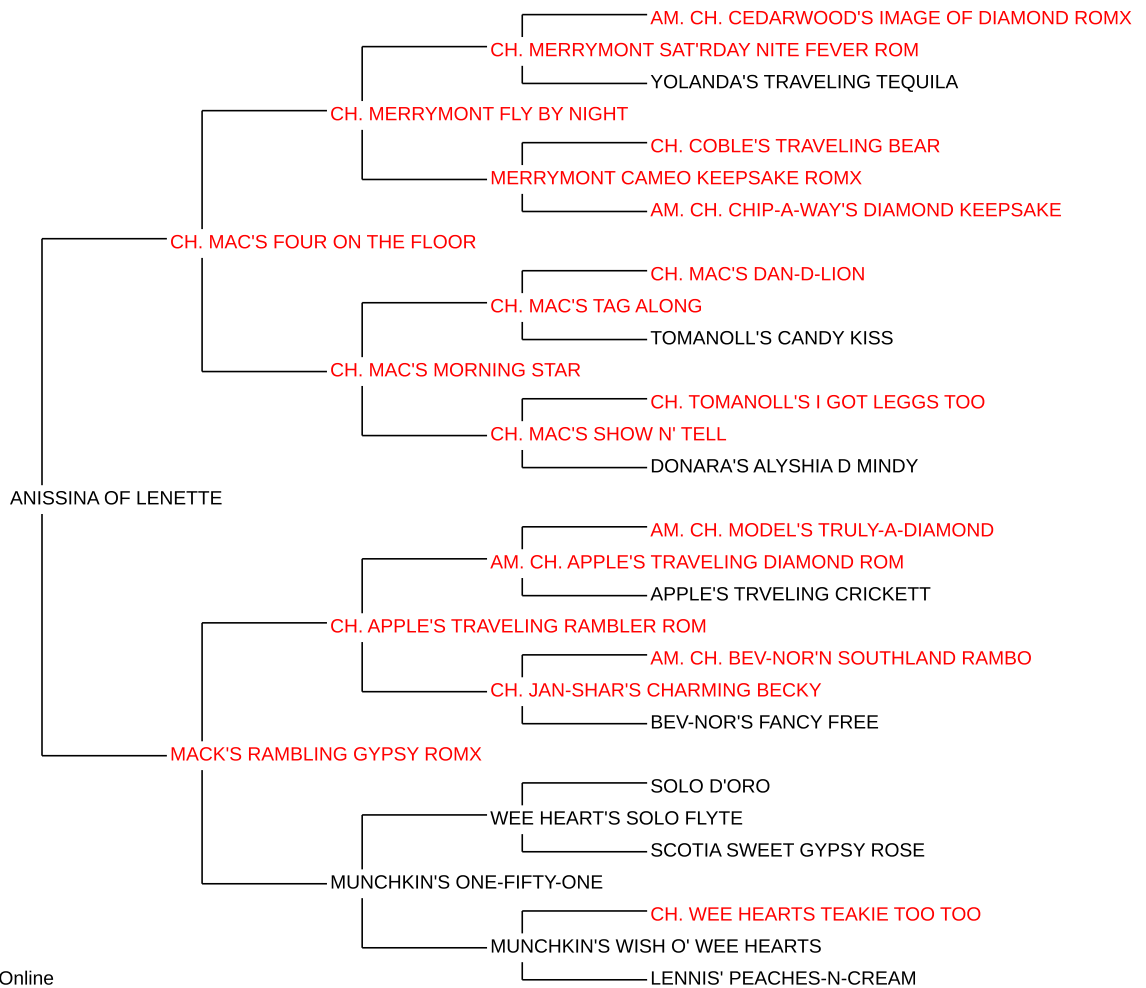 AM. CH. CEDARWOOD'S IMAGE OF DIAMOND ROMX
CH. MERRYMONT SAT'RDAY NITE FEVER ROM
YOLANDA'S TRAVELING TEQUILA
CH. MERRYMONT FLY BY NIGHT
CH. COBLE'S TRAVELING BEAR
MERRYMONT CAMEO KEEPSAKE ROMX
AM. CH. CHIP-A-WAY'S DIAMOND KEEPSAKE
CH. MAC'S FOUR ON THE FLOOR
CH. MAC'S DAN-D-LION
CH. MAC'S TAG ALONG
TOMANOLL'S CANDY KISS
CH. MAC'S MORNING STAR
CH. TOMANOLL'S I GOT LEGGS TOO
CH. MAC'S SHOW N' TELL
DONARA'S ALYSHIA D MINDY
ANISSINA OF LENETTE
AM. CH. MODEL'S TRULY-A-DIAMOND
AM. CH. APPLE'S TRAVELING DIAMOND ROM
APPLE'S TRVELING CRICKETT
CH. APPLE'S TRAVELING RAMBLER ROM
AM. CH. BEV-NOR'N SOUTHLAND RAMBO
CH. JAN-SHAR'S CHARMING BECKY
BEV-NOR'S FANCY FREE
MACK'S RAMBLING GYPSY ROMX
SOLO D'ORO
WEE HEART'S SOLO FLYTE
SCOTIA SWEET GYPSY ROSE
MUNCHKIN'S ONE-FIFTY-ONE
CH. WEE HEARTS TEAKIE TOO TOO
MUNCHKIN'S WISH O' WEE HEARTS
LENNIS' PEACHES-N-CREAM
Online